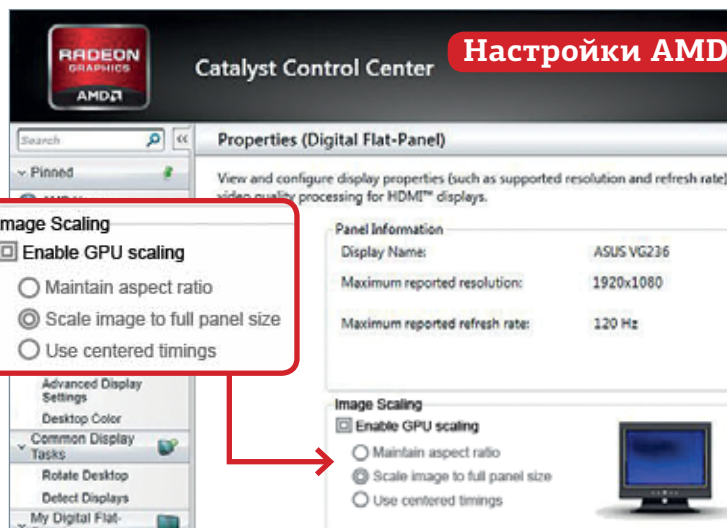 RADEON
GRAPHICS
AMD
Catalyst Control Center
Настройки AMD
Search
Pinned
Properties (Digital Flat-Panel)
View and configure display properties (such as supported resolution and refresh rate)
video quality processing for HDMI™ displays.
mage Scaling
Enable GPU scaling
Maintain aspect ratio
Scale image to full panel size
Use centered timings
Panel Information
Display Name: ASUS VG236
Maximum reported resolution: 1920x1080
Maximum reported refresh rate: 120 Hz
Advanced Display
Settings
Desktop Color
Common Display
Tasks
Rotate Desktop
Detect Displays
My Digital Flat-
Image Scaling
Enable GPU scaling
Maintain aspect ratio
Scale image to full panel size
Use centered timings